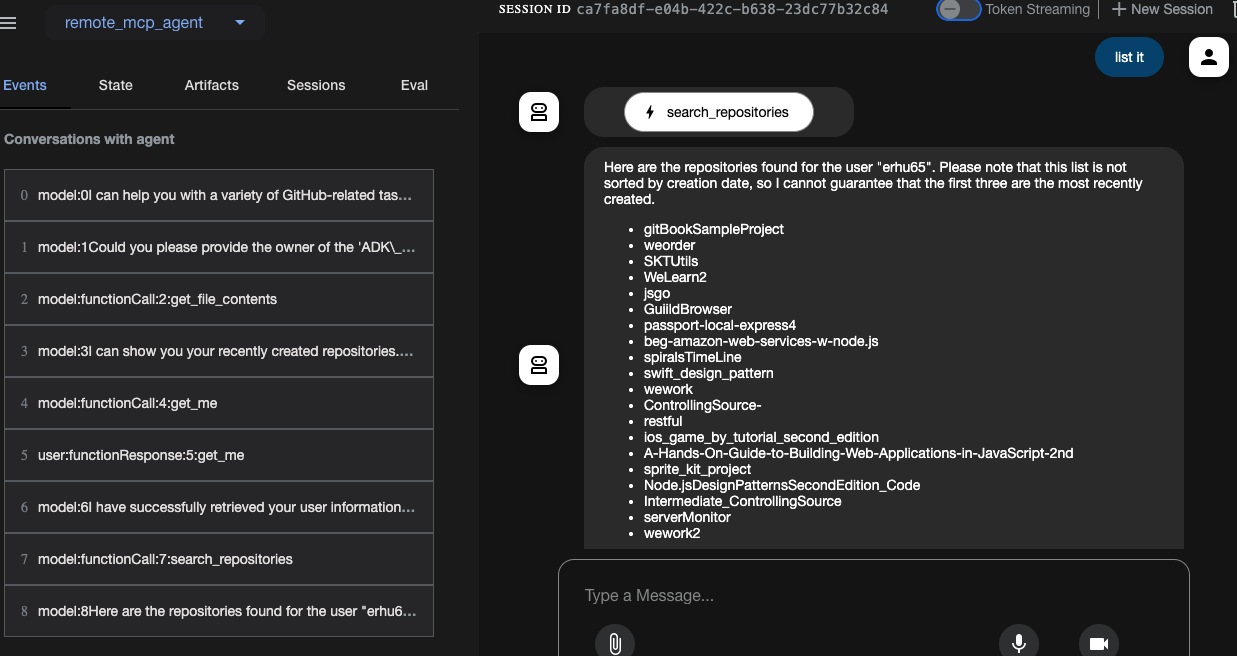 remote_mcp_agent
SESSION ID ca7fa8df-e04b-422c-b638-23dc77b32c84
Token Streaming
New Session
Events
State
Artifacts
Sessions
Eval
Conversations with agent
0 model:0I can help you with a variety of GitHub-related tas...
1 model:1Could you please provide the owner of the 'ADK\_...
2 model:functionCall:2:get_file_contents
3 model:3I can show you your recently created repositories....
4 model:functionCall:4:get_me
5 user:functionResponse:5:get_me
6 model:6I have successfully retrieved your user information...
7 model:functionCall:7:search_repositories
8 model:8Here are the repositories found for the user "erhu6...
list it
search_repositories
Here are the repositories found for the user "erhu65". Please note that this list is not
sorted by creation date, so I cannot guarantee that the first three are the most recently
created.
• gitBookSampleProject
• weorder
• SKTUtils
• WeLearn2
• jsgo
• GuiildBrowser
• passport-local-express4
• beg-amazon-web-services-w-node.js
• spiralsTimeLine
• swift_design_pattern
• wework
• ControllingSource-
• restful
• ios_game_by_tutorial_second_edition
• A-Hands-On-Guide-to-Building-Web-Applications-in-JavaScript-2nd
• sprite_kit_project
• Node.jsDesignPatternsSecondEdition_Code
• Intermediate_ControllingSource
• serverMonitor
• wework2
Type a Message...